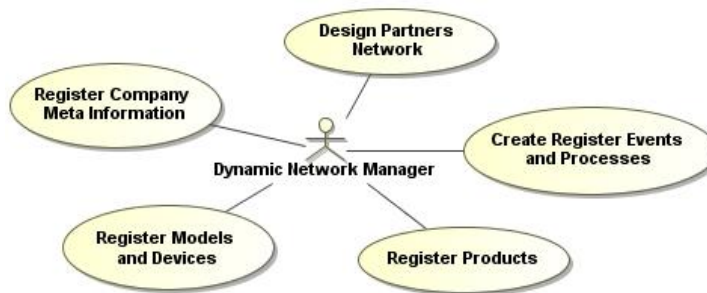 Design Partners
Network
Register Company
Meta Information
Create Register Events
and Processes
Dynamic Network Manager
Register Models
and Devices
Register Products